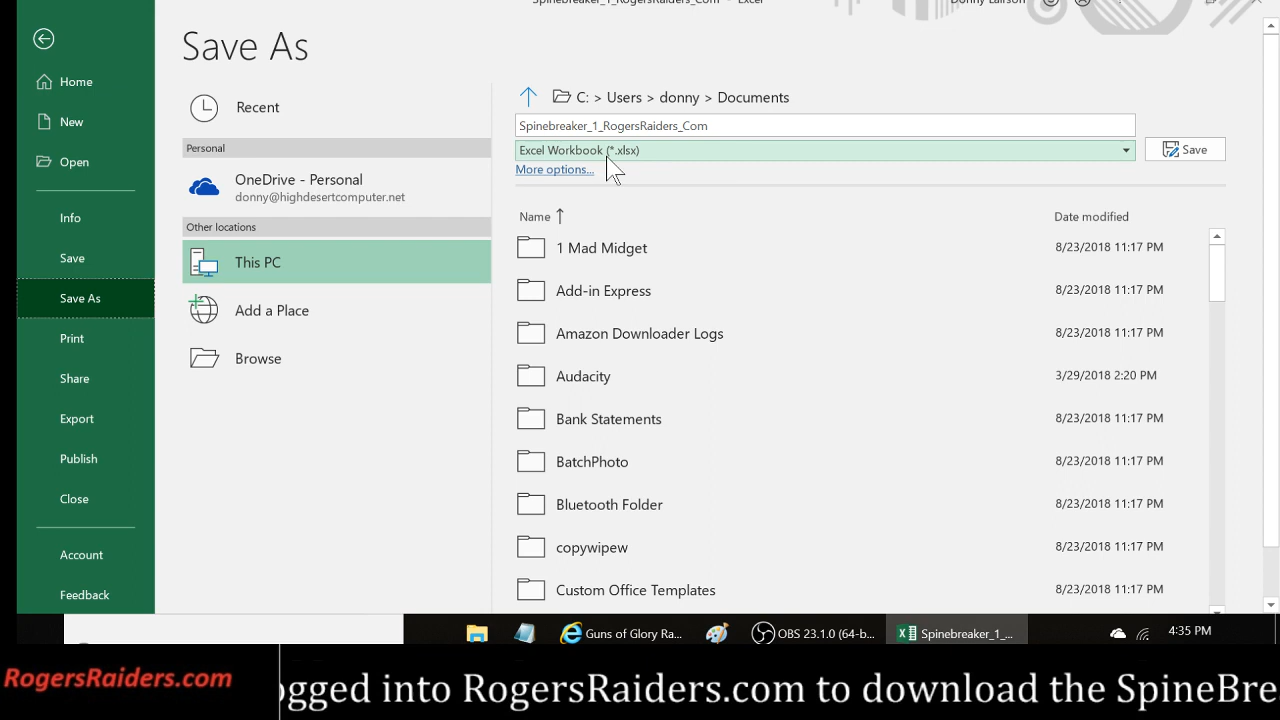 Spinebreaker_1_RogersRaiders_Com - Excel
Donny Lairson
Save As
Home
New
Open
Info
Save
Save As
Print
Share
Export
Publish
Close
Account
Feedback
Recent
Personal
OneDrive - Personal
donny@highdesertcomputer.net
Other locations
This PC
Add a Place
Browse
C: > Users > donny > Documents
Spinebreaker_1_RogersRaiders_Com
Excel Workbook (*.xlsx)
Save
More options...
Name Date modified
1 Mad Midget 8/23/2018 11:17 PM
Add-in Express 8/23/2018 11:17 PM
Amazon Downloader Logs 8/23/2018 11:17 PM
Audacity 3/29/2018 2:20 PM
Bank Statements 8/23/2018 11:17 PM
BatchPhoto 8/23/2018 11:17 PM
Bluetooth Folder 8/23/2018 11:17 PM
copywipew 8/23/2018 11:17 PM
Custom Office Templates 8/23/2018 11:17 PM
Guns of Glory Ra... OBS 23.1.0 (64-b... Spinebreaker_1_... 4:35 PM
RogersRaiders.com
ogged into RogersRaiders.com to download the SpineBre